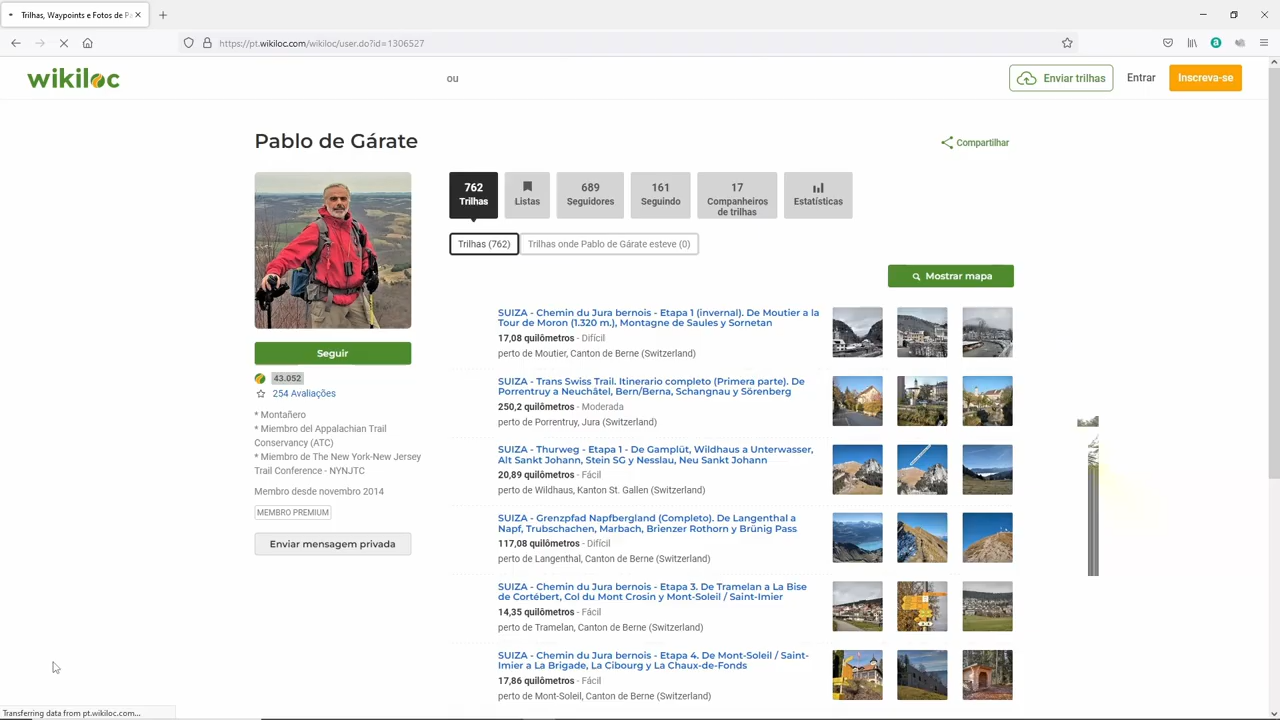 Trilhas, Waypoints e Fotos de P
https://pt.wikiloc.com/wikiloc/user.do?id=1306527
wikiloc
ou
Enviar trilhas
Entrar
Inscreva-se
Pablo de Gárate
Compartilhar
762
Trilhas
Listas
689
Seguidores
161
Seguindo
17
Companheiros
de trilhas
Estatísticas
Trilhas (762)
Trilhas onde Pablo de Gárate esteve (0)
Mostrar mapa
Seguir
43.052
254 Avaliações
* Montañero
* Miembro del Appalachian Trail
Conservancy (ATC)
* Miembro de The New York-New Jersey
Trail Conference - NYNJTC
Membro desde novembro 2014
MEMBRO PREMIUM
Enviar mensagem privada
SUIZA - Chemin du Jura bernois - Etapa 1 (invernal). De Moutier a la
Tour de Moron (1.320 m.), Montagne de Saules y Sornetan
17,08 quilômetros - Difícil
perto de Moutier, Canton de Berne (Switzerland)
SUIZA - Trans Swiss Trail. Itinerario completo (Primera parte). De
Porrentruy a Neuchâtel, Bern/Berna, Schangnau y Sörenberg
250,2 quilômetros - Moderada
perto de Porrentruy, Jura (Switzerland)
SUIZA - Thurweg - Etapa 1 - De Gamplüt, Wildhaus a Unterwasser,
Alt Sankt Johann, Stein SG y Nesslau, Neu Sankt Johann
20,89 quilômetros - Fácil
perto de Wildhaus, Kanton St. Gallen (Switzerland)
SUIZA - Grenzpfad Napfbergland (Completo). De Langenthal a
Napf, Trubschachen, Marbach, Brienzer Rothorn y Brünig Pass
117,08 quilômetros - Difícil
perto de Langenthal, Canton de Berne (Switzerland)
SUIZA - Chemin du Jura bernois - Etapa 3. De Tramelan a La Bise
de Cortébert, Col du Mont Crosin y Mont-Soleil / Saint-Imier
14,35 quilômetros - Fácil
perto de Tramelan, Canton de Berne (Switzerland)
SUIZA - Chemin du Jura bernois - Etapa 4. De Mont-Soleil / Saint-
Imier a La Brigade, La Cibourg y La Chaux-de-Fonds
17,86 quilômetros - Fácil
perto de Mont-Soleil, Canton de Berne (Switzerland)
Transferring data from pt.wikiloc.com...